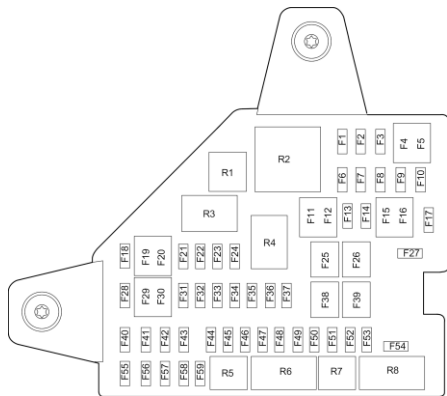 F1 F2 F3 F4 F5
R1 R2
F6 F7 F8 F9 F10
R3 F11 F12 F13 F14 F15 F16 F17
R4
F18 F19 F20 F21 F22 F23 F24 F25 F26 F27
F28 F29 F30 F31 F32 F33 F34 F35 F36 F37 F38 F39
F40 F41 F42 F43 F44 F45 F46 F47 F48 F49 F50 F51 F52 F53 F54
F55 F56 F57 F58 F59 R5 R6 R7 R8